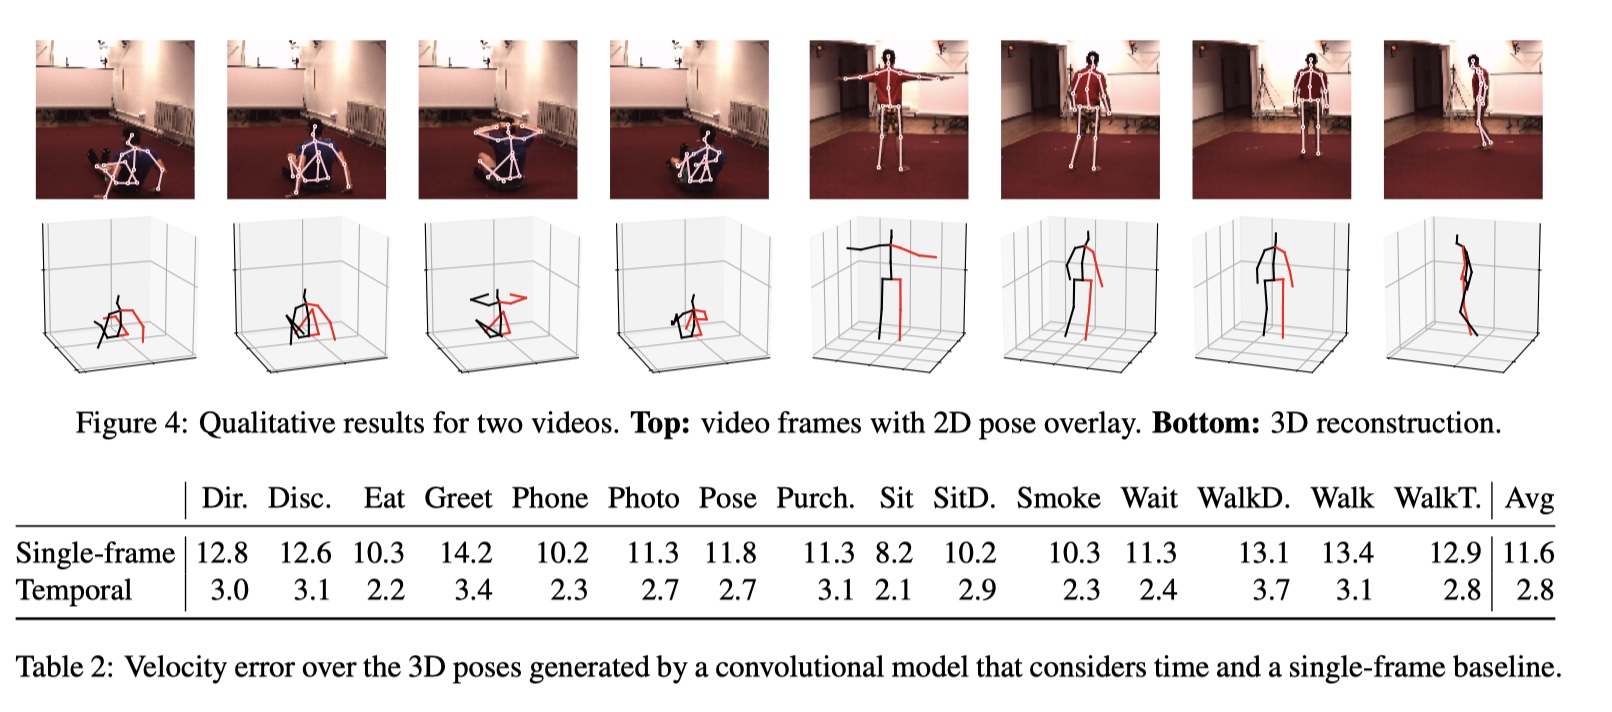 Figure 4: Qualitative results for two videos. Top: video frames with 2D pose overlay. Bottom: 3D reconstruction.
Dir. Disc. Eat Greet Phone Photo Pose Purch. Sit SitD. Smoke Wait WalkD. Walk WalkT. Avg
Single-frame 12.8 12.6 10.3 14.2 10.2 11.3 11.8 11.3 8.2 10.2 10.3 11.3 13.1 13.4 12.9 11.6
Temporal 3.0 3.1 2.2 3.4 2.3 2.7 2.7 3.1 2.1 2.9 2.3 2.4 3.7 3.1 2.8 2.8
Table 2: Velocity error over the 3D poses generated by a convolutional model that considers time and a single-frame baseline.